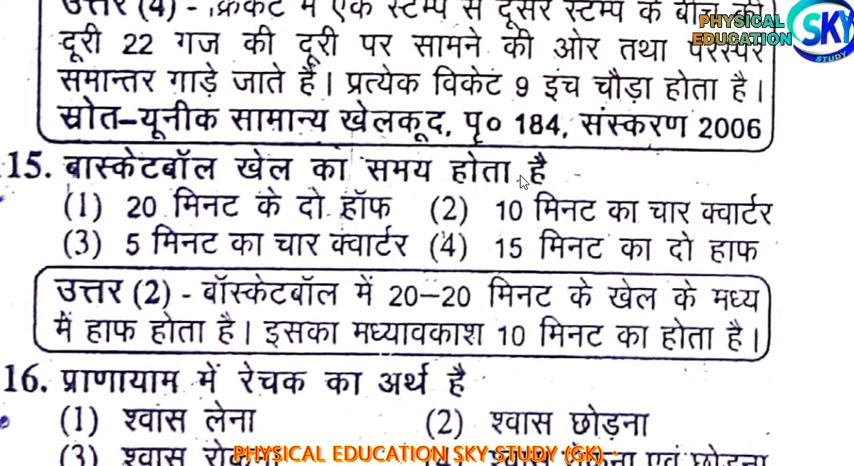 उत्तर (4) - क्रिकेट में एक स्टम्प से दूसरे स्टम्प के बीच की
दूरी 22 गज की दूरी पर सामने की ओर तथा परस्पर
समान्तर गाड़े जाते हैं। प्रत्येक विकेट 9 इंच चौड़ा होता है।
स्रोत–यूनीक सामान्य खेलकूद, पृ० 184, संस्करण 2006
PHYSICAL
EDUCATION
SKY
STUDY
15. बास्केटबॉल खेल का समय होता है
(1) 20 मिनट के दो हॉफ (2) 10 मिनट का चार क्वार्टर
(3) 5 मिनट का चार क्वार्टर (4) 15 मिनट का दो हाफ
उत्तर (2) - बॉस्केटबॉल में 20–20 मिनट के खेल के मध्य
में हाफ होता है। इसका मध्यावकाश 10 मिनट का होता है।
16. प्राणायाम में रेचक का अर्थ है
(1) श्वास लेना (2) श्वास छोड़ना
(3) श्वास
PHYSICAL EDUCATION SKY STUDY (GK) -